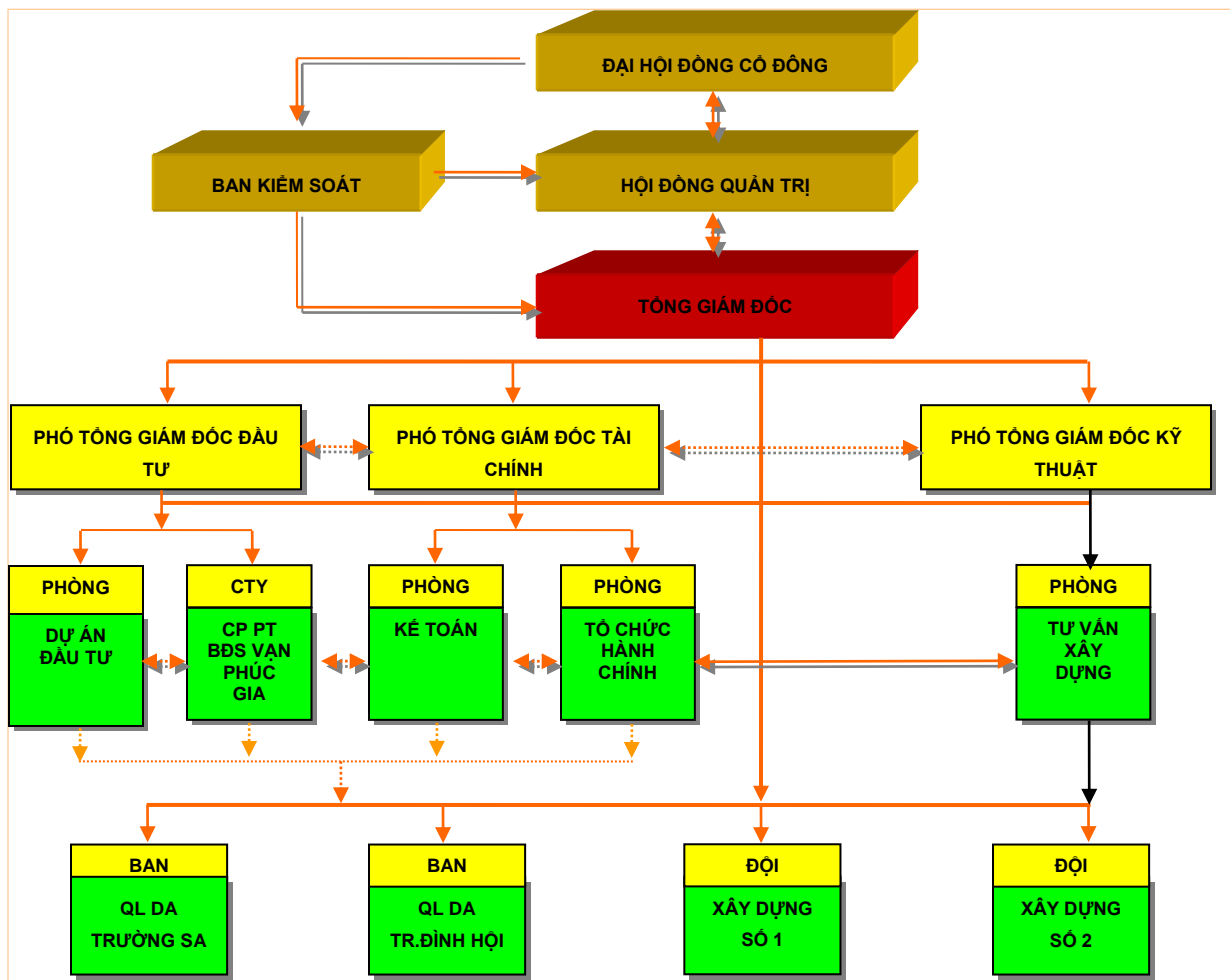 ĐẠI HỘI ĐỒNG CỔ ĐÔNG
BAN KIỂM SOÁT
HỘI ĐỒNG QUẢN TRỊ
TỔNG GIÁM ĐỐC
PHÓ TỔNG GIÁM ĐỐC ĐẦU
TƯ
PHÓ TỔNG GIÁM ĐỐC TÀI
CHÍNH
PHÓ TỔNG GIÁM ĐỐC KỸ
THUẬT
PHÒNG
DỰ ÁN
ĐẦU TƯ
CTY
CP PT
BĐS VẠN
PHÚC
GIA
PHÒNG
KẾ TOÁN
PHÒNG
TỔ CHỨC
HÀNH
CHÍNH
PHÒNG
TƯ VẤN
XÂY
DỰNG
BAN
QL DA
TRƯỜNG SA
BAN
QL DA
TR.ĐÌNH HỘI
ĐỘI
XÂY DỰNG
SỐ 1
ĐỘI
XÂY DỰNG
SỐ 2